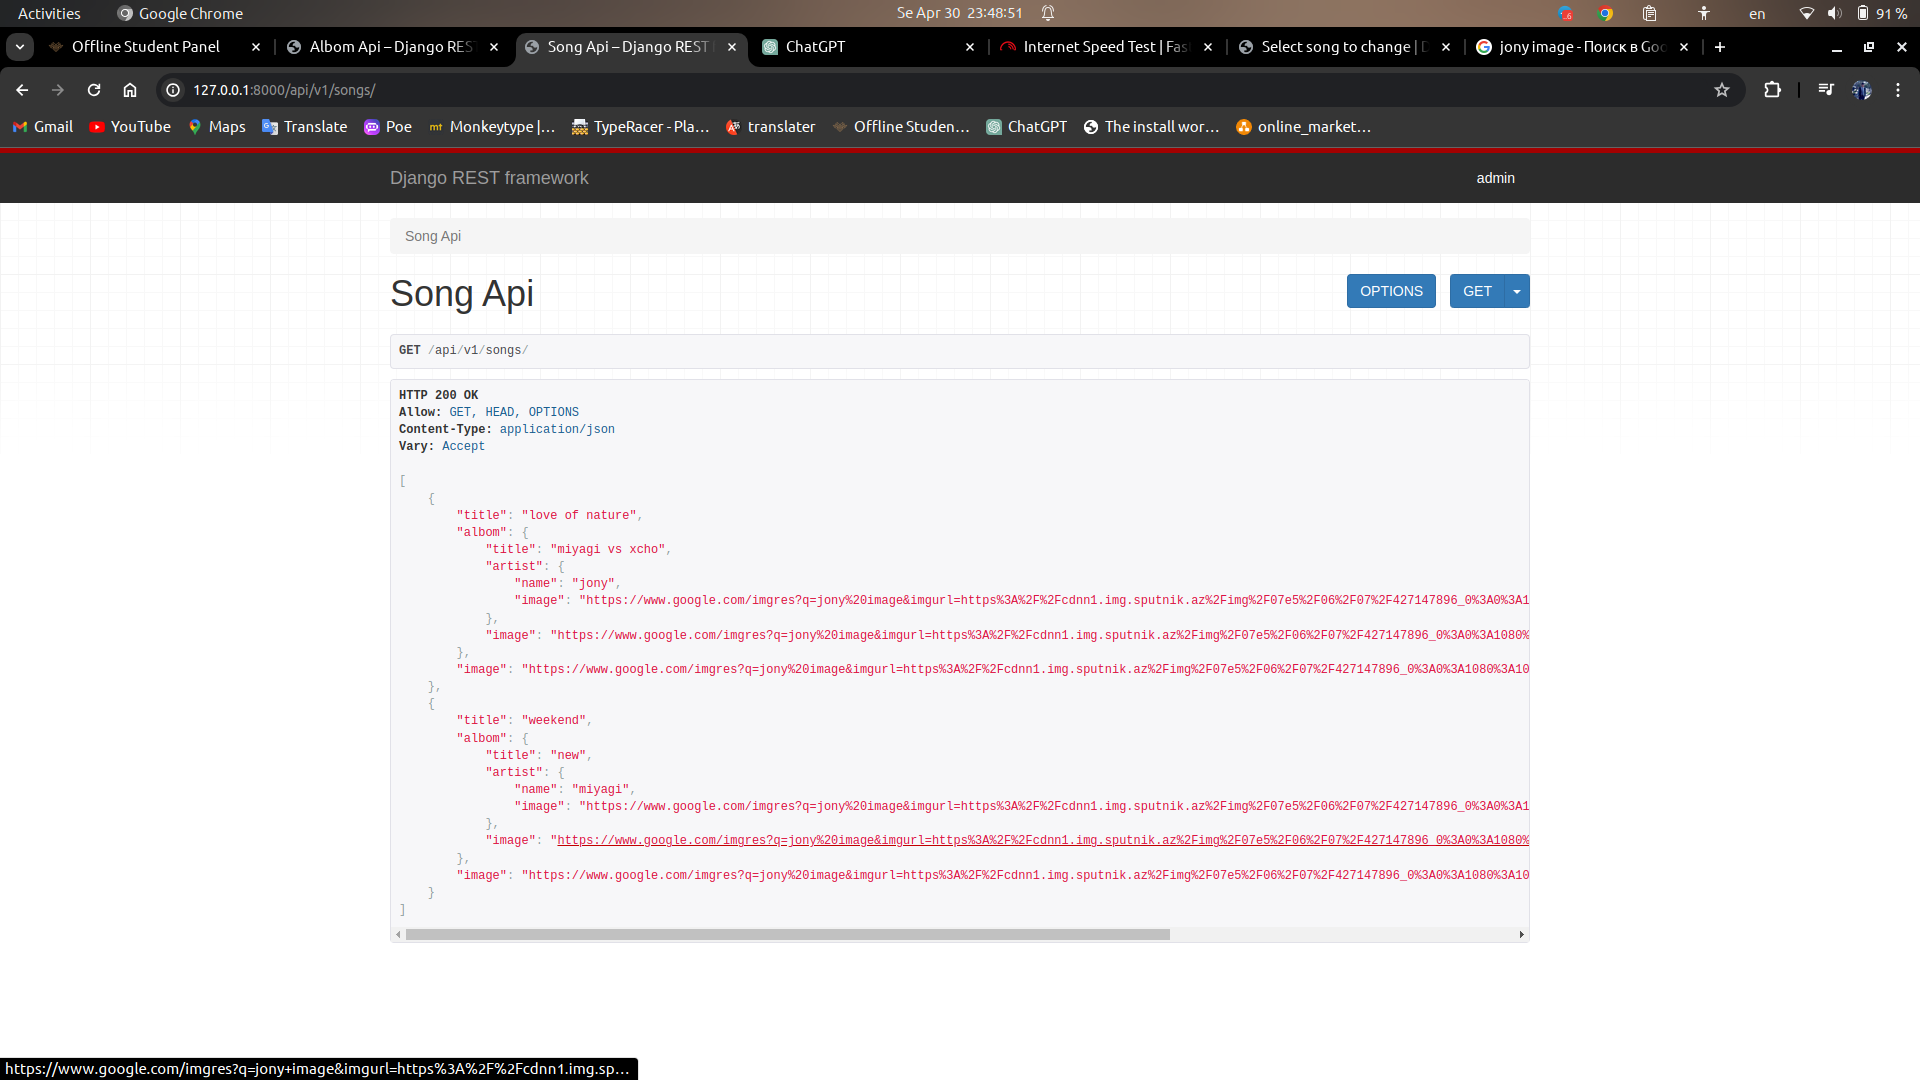 Activities Google Chrome Se Apr 30 23:48:51 en 91 %
Offline Student Panel Albom Api – Django RES Song Api – Django REST ChatGPT Internet Speed Test | Fas Select song to change | D jony image - Поиск в Goo
127.0.0.1:8000/api/v1/songs/
Gmail YouTube Maps Translate Poe Monkeytype |... TypeRacer - Pla... translater Offline Studen... ChatGPT The install wor... online_market...
Django REST framework admin
Song Api
Song Api OPTIONS GET
GET /api/v1/songs/
HTTP 200 OK
Allow: GET, HEAD, OPTIONS
Content-Type: application/json
Vary: Accept
[
{
"title": "love of nature",
"albom": {
"title": "miyagi vs xcho",
"artist": {
"name": "jony",
"image": "https://www.google.com/imgres?q=jony%20image&imgurl=https%3A%2F%2Fcdnn1.img.sputnik.az%2Fimg%2F07e5%2F06%2F07%2F427147896_0%3A0%3A1
},
"image": "https://www.google.com/imgres?q=jony%20image&imgurl=https%3A%2F%2Fcdnn1.img.sputnik.az%2Fimg%2F07e5%2F06%2F07%2F427147896_0%3A0%3A1080%
},
"image": "https://www.google.com/imgres?q=jony%20image&imgurl=https%3A%2F%2Fcdnn1.img.sputnik.az%2Fimg%2F07e5%2F06%2F07%2F427147896_0%3A0%3A1080%3A10
},
{
"title": "weekend",
"albom": {
"title": "new",
"artist": {
"name": "miyagi",
"image": "https://www.google.com/imgres?q=jony%20image&imgurl=https%3A%2F%2Fcdnn1.img.sputnik.az%2Fimg%2F07e5%2F06%2F07%2F427147896_0%3A0%3A1
},
"image": "https://www.google.com/imgres?q=jony%20image&imgurl=https%3A%2F%2Fcdnn1.img.sputnik.az%2Fimg%2F07e5%2F06%2F07%2F427147896_0%3A0%3A1080%
},
"image": "https://www.google.com/imgres?q=jony%20image&imgurl=https%3A%2F%2Fcdnn1.img.sputnik.az%2Fimg%2F07e5%2F06%2F07%2F427147896_0%3A0%3A1080%3A10
}
]
https://www.google.com/imgres?q=jony+image&imgurl=https%3A%2F%2Fcdnn1.img.sp...